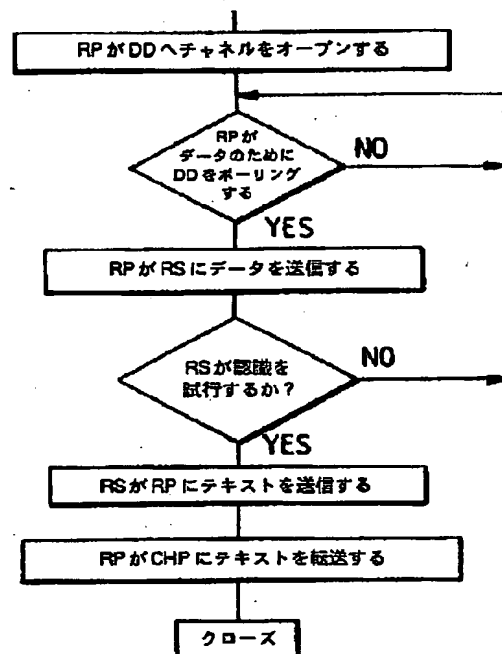 RPがDDへチャネルをオープンする
RPが
データのために
DDをポーリング
する
NO
YES
RPがRSにデータを送信する
RSが認識を
試行するか？
NO
YES
RSがRPにテキストを送信する
RPがCHPにテキストを転送する
クローズ